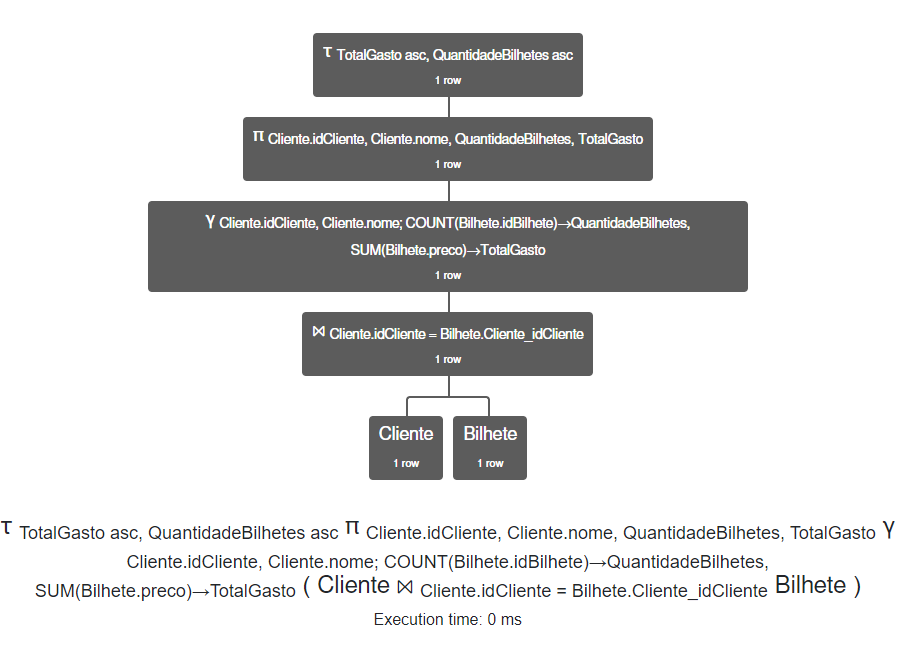 τ TotalGasto asc, QuantidadeBilhetes asc
1 row
π Cliente.idCliente, Cliente.nome, QuantidadeBilhetes, TotalGasto
1 row
γ Cliente.idCliente, Cliente.nome; COUNT(Bilhete.idBilhete)→QuantidadeBilhetes,
SUM(Bilhete.preco)→TotalGasto
1 row
⋈ Cliente.idCliente = Bilhete.Cliente_idCliente
1 row
Cliente
1 row
Bilhete
1 row
τ TotalGasto asc, QuantidadeBilhetes asc π Cliente.idCliente, Cliente.nome, QuantidadeBilhetes, TotalGasto γ
Cliente.idCliente, Cliente.nome; COUNT(Bilhete.idBilhete)→QuantidadeBilhetes,
SUM(Bilhete.preco)→TotalGasto ( Cliente ⋈ Cliente.idCliente = Bilhete.Cliente_idCliente Bilhete )
Execution time: 0 ms